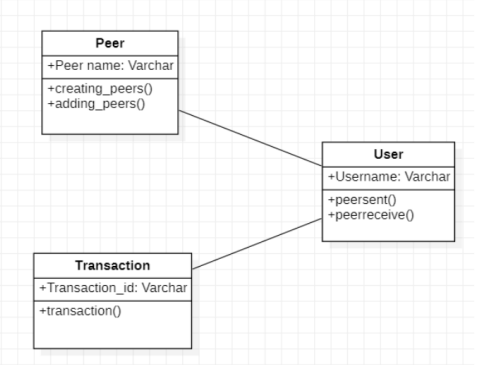 Peer
+Peer name: Varchar
+creating_peers()
+adding_peers()
User
+Username: Varchar
+peersent()
+peerreceive()
Transaction
+Transaction_id: Varchar
+transaction()